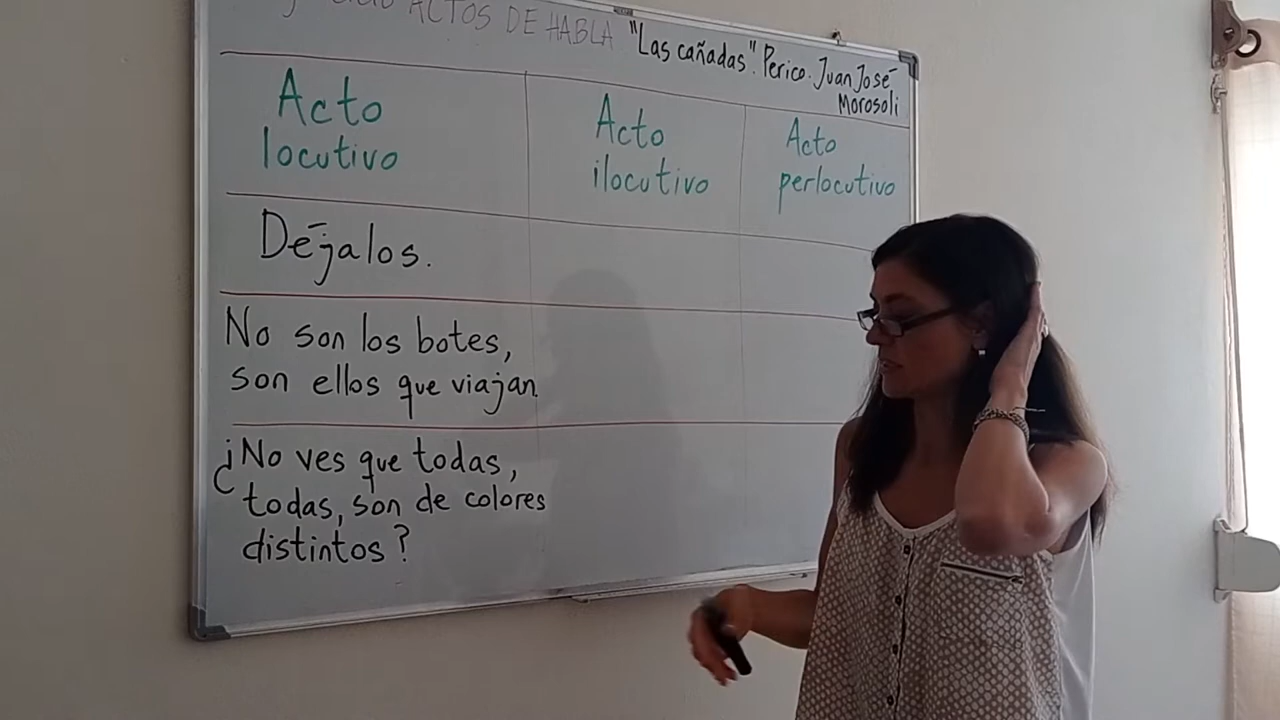 ACTOS DE HABLA "Las cañadas". Perico. Juan José
Morosoli
Acto
locutivo
Acto
ilocutivo
Acto
perlocutivo
Déjalos.
No son los botes,
son ellos que viajan
¿No ves que todas,
todas, son de colores
distintos?